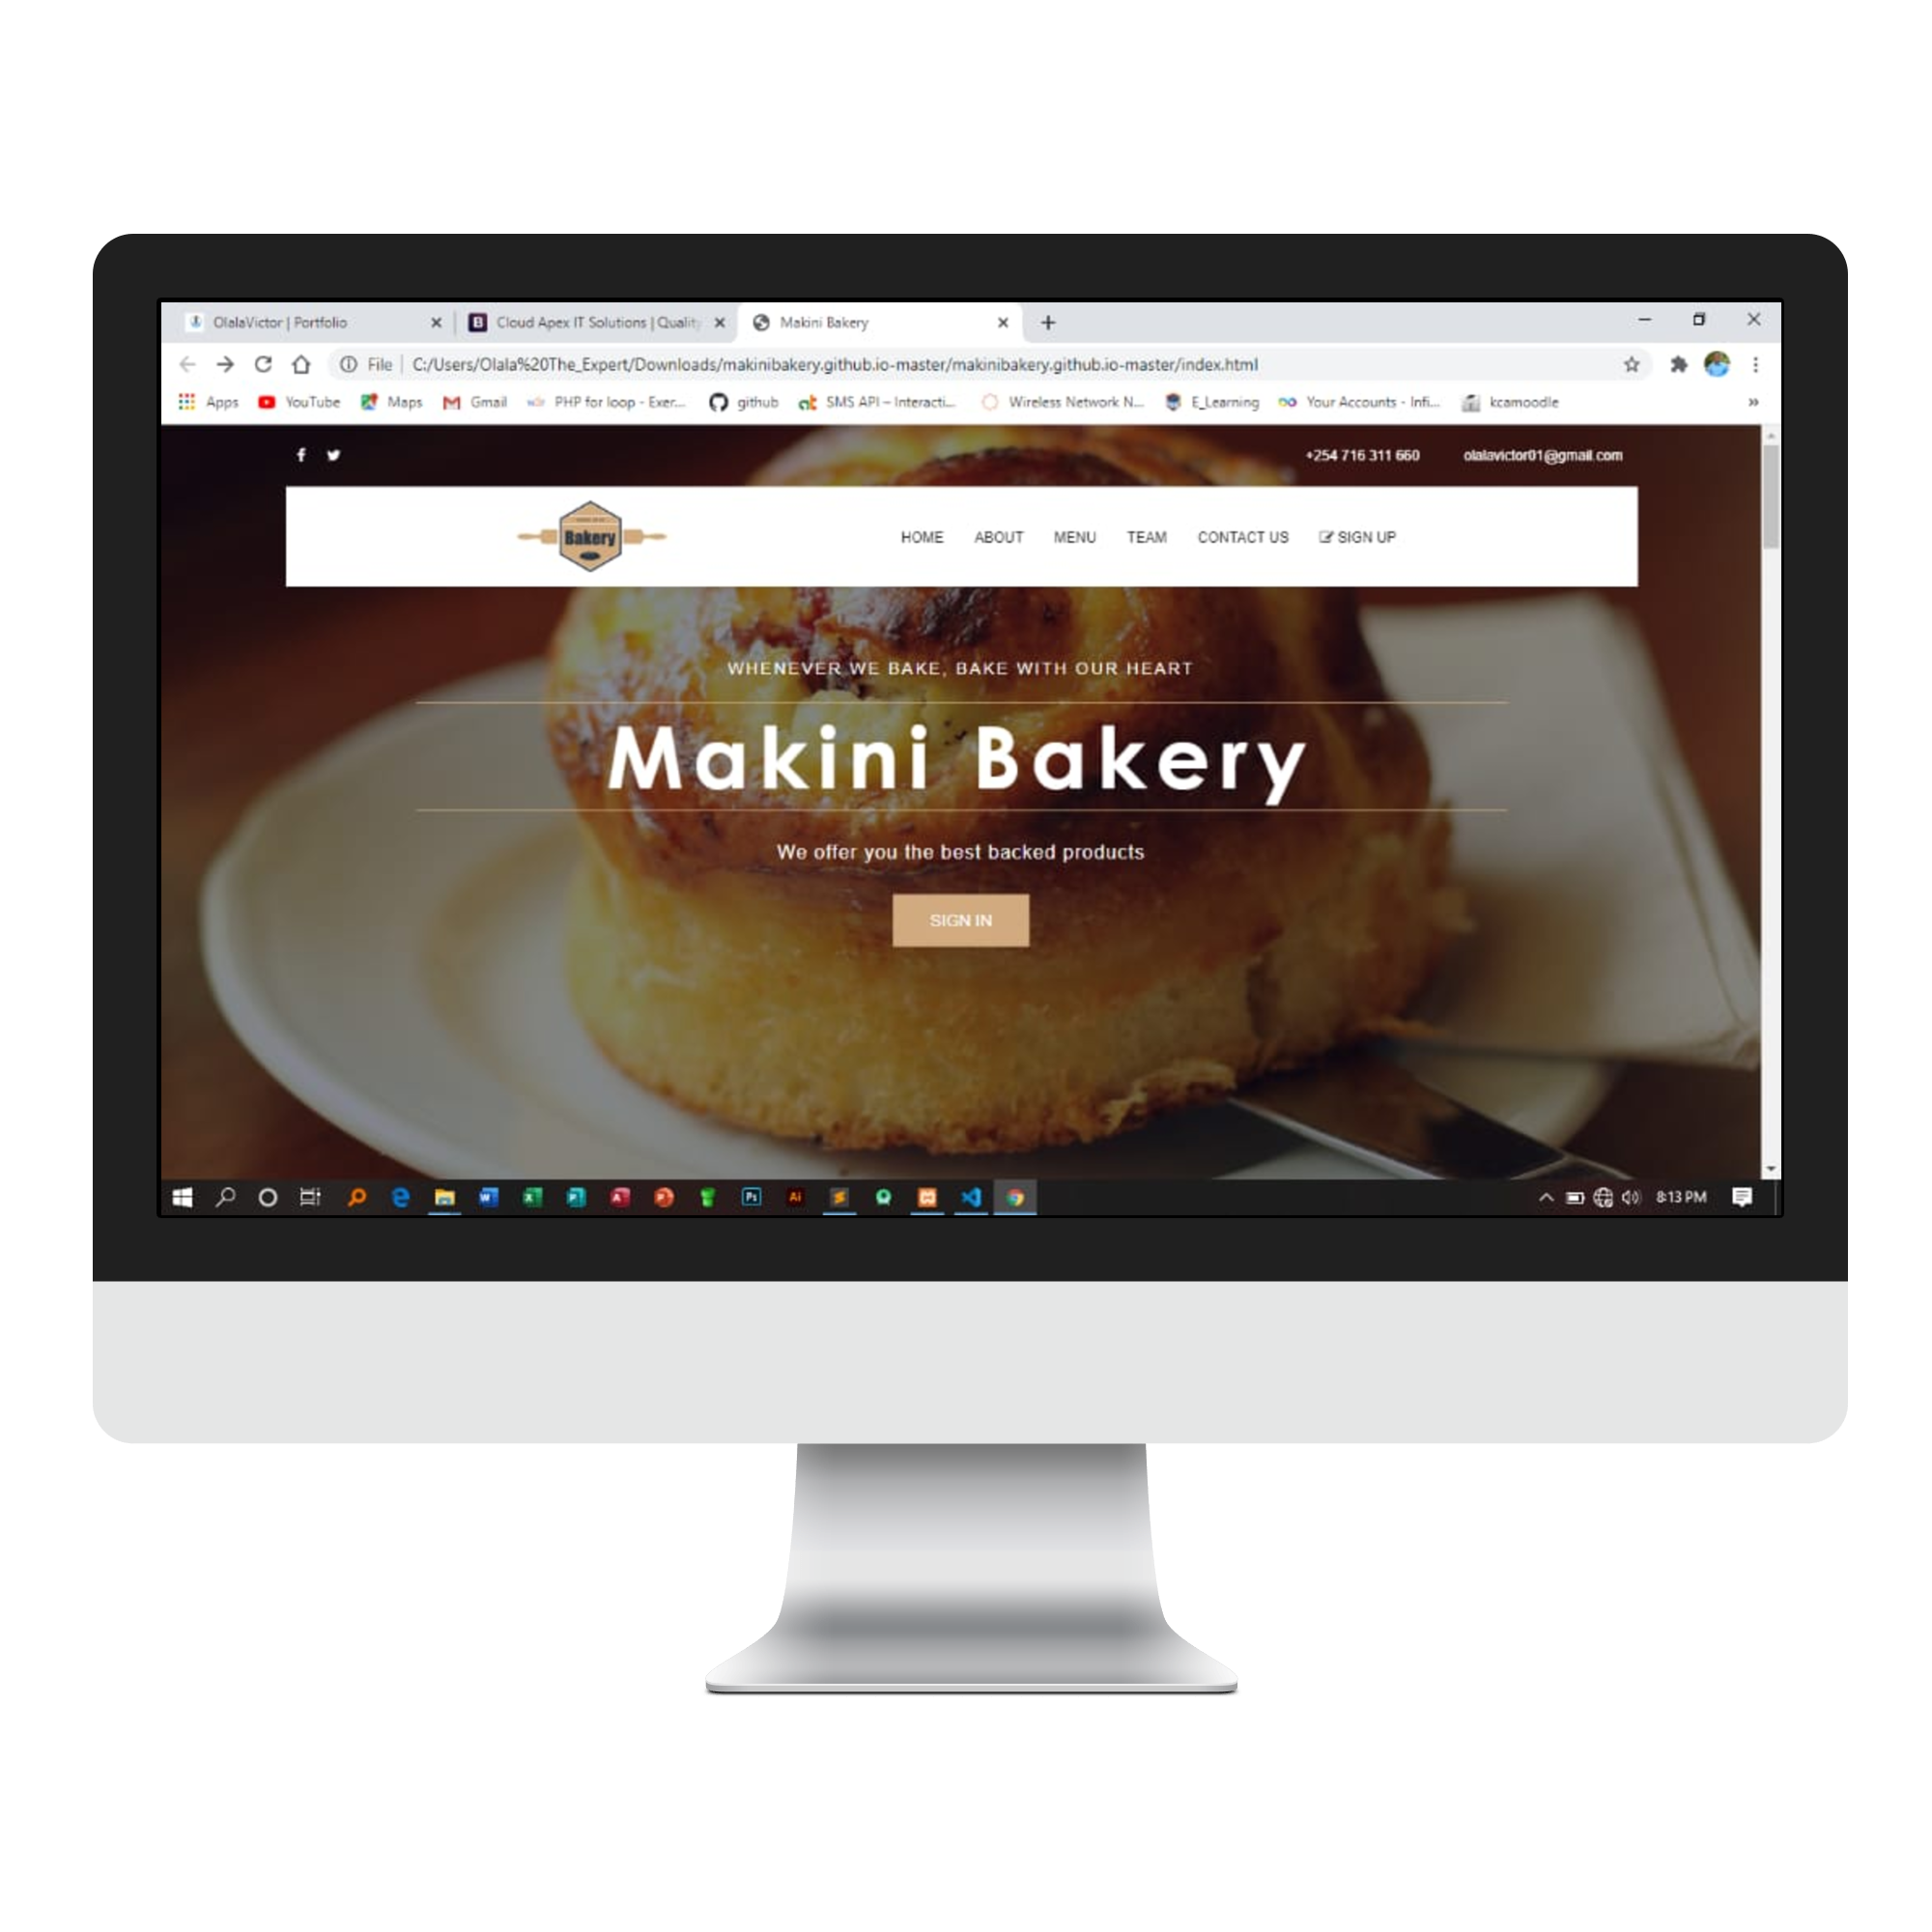 OlalaVictor | Portfolio
Cloud Apex IT Solutions | Quality
Makini Bakery
File
C:/Users/Olala%20The_Expert/Downloads/makinibakery.github.io-master/makinibakery.github.io-master/index.html
Apps YouTube Maps Gmail PHP for loop - Exer... github SMS API – Interacti... Wireless Network N... E_Learning Your Accounts - Infi... kcamoodle
+254 716 311 660 olalavictor01@gmail.com
Bakery
HOME ABOUT MENU TEAM CONTACT US SIGN UP
WHENEVER WE BAKE, BAKE WITH OUR HEART
Makini Bakery
We offer you the best backed products
SIGN IN
Ps Ai
8:13 PM